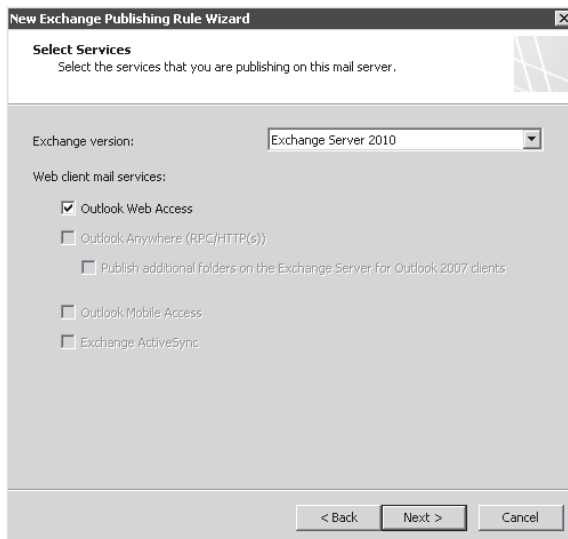 New Exchange Publishing Rule Wizard
Select Services
Select the services that you are publishing on this mail server.
Exchange version:
Exchange Server 2010
Web client mail services:
Outlook Web Access
Outlook Anywhere (RPC/HTTP(s))
Publish additional folders on the Exchange Server for Outlook 2007 clients
Outlook Mobile Access
Exchange ActiveSync
< Back
Next >
Cancel